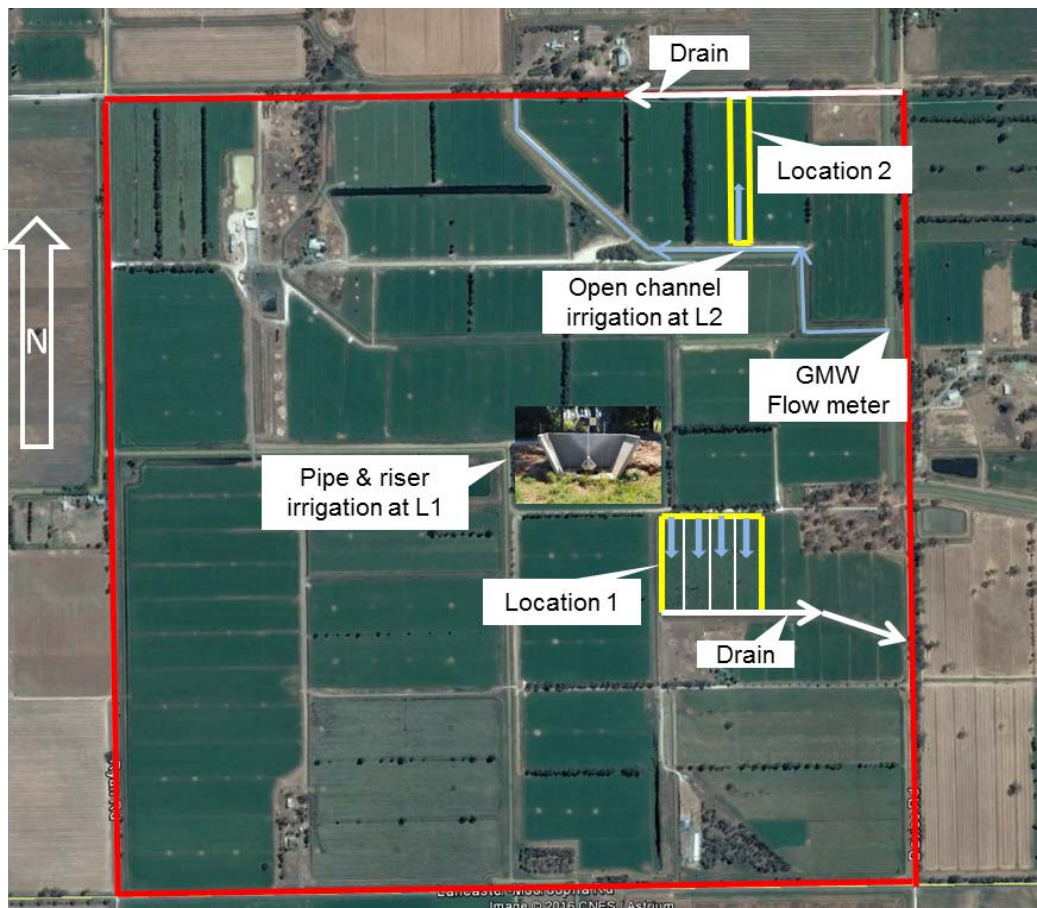 Drain
Location 2
N
Open channel
irrigation at L2
GMW
Flow meter
Pipe & riser
irrigation at L1
Location 1
Drain
Image © 2016 CNES / Astrium